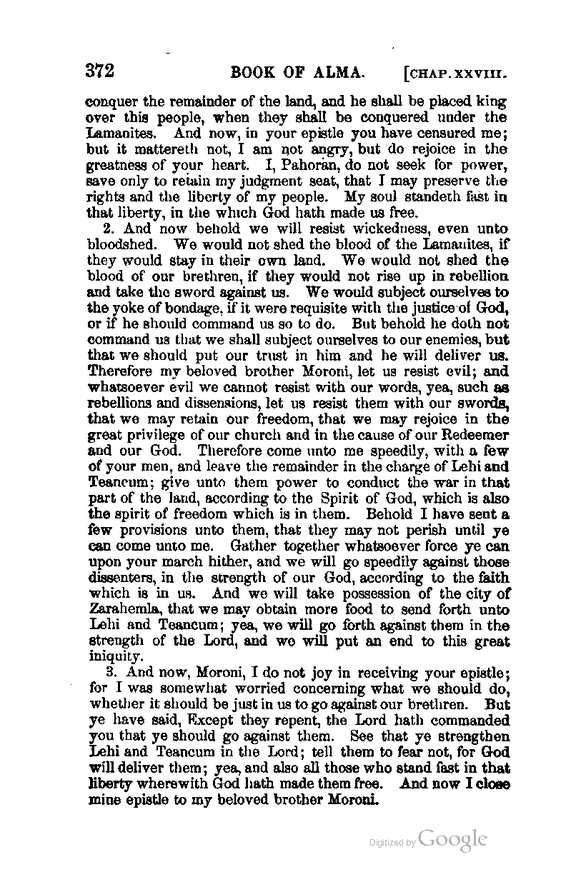 372 BOOK OF ALMA. [CHAP. XXVIII.
conquer the remainder of the land, and he shall be placed king
over this people, when they shall be conquered under the
Lamanites. And now, in your epistle you have censured me;
but it mattereth not, I am not angry, but do rejoice in the
greatness of your heart. I, Pahoran, do not seek for power,
save only to retain my judgment seat, that I may preserve the
rights and the liberty of my people. My soul standeth fast in
that liberty, in the which God hath made us free.
2. And now behold we will resist wickedness, even unto
bloodshed. We would not shed the blood of the Lamanites, if
they would stay in their own land. We would not shed the
blood of our brethren, if they would not rise up in rebellion
and take the sword against us. We would subject ourselves to
the yoke of bondage, if it were requisite with the justice of God,
or if he should command us so to do. But behold he doth not
command us that we shall subject ourselves to our enemies, but
that we should put our trust in him and he will deliver us.
Therefore my beloved brother Moroni, let us resist evil; and
whatsoever evil we cannot resist with our words, yea, such as
rebellions and dissensions, let us resist them with our swords,
that we may retain our freedom, that we may rejoice in the
great privilege of our church and in the cause of our Redeemer
and our God. Therefore come unto me speedily, with a few
of your men, and leave the remainder in the charge of Lehi and
Teancum; give unto them power to conduct the war in that
part of the land, according to the Spirit of God, which is also
the spirit of freedom which is in them. Behold I have sent a
few provisions unto them, that they may not perish until ye
can come unto me. Gather together whatsoever force ye can
upon your march hither, and we will go speedily against those
dissenters, in the strength of our God, according to the faith
which is in us. And we will take possession of the city of
Zarahemla, that we may obtain more food to send forth unto
Lehi and Teancum; yea, we will go forth against them in the
strength of the Lord, and we will put an end to this great
iniquity.
3. And now, Moroni, I do not joy in receiving your epistle;
for I was somewhat worried concerning what we should do,
whether it should be just in us to go against our brethren. But
ye have said, Except they repent, the Lord hath commanded
you that ye should go against them. See that ye strengthen
Lehi and Teancum in the Lord; tell them to fear not, for God
will deliver them; yea, and also all those who stand fast in that
liberty wherewith God hath made them free. And now I close
mine epistle to my beloved brother Moroni.
Digitized by Google